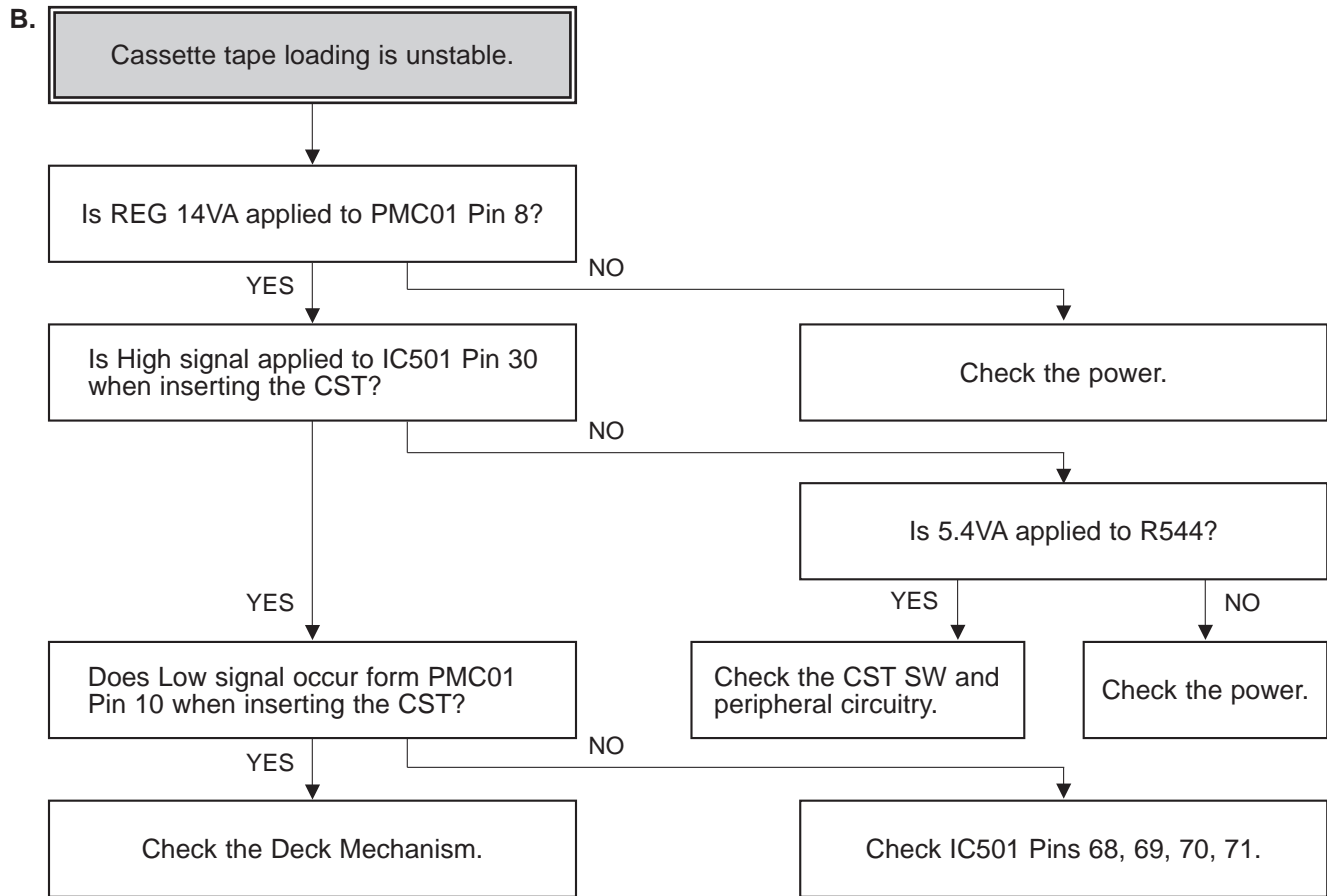 B.
Cassette tape loading is unstable.
Is REG 14VA applied to PMC01 Pin 8?
YES
NO
Is High signal applied to IC501 Pin 30
when inserting the CST?
Check the power.
NO
Is 5.4VA applied to R544?
YES
YES
NO
Does Low signal occur form PMC01
Pin 10 when inserting the CST?
Check the CST SW and
peripheral circuitry.
Check the power.
YES
NO
Check the Deck Mechanism.
Check IC501 Pins 68, 69, 70, 71.